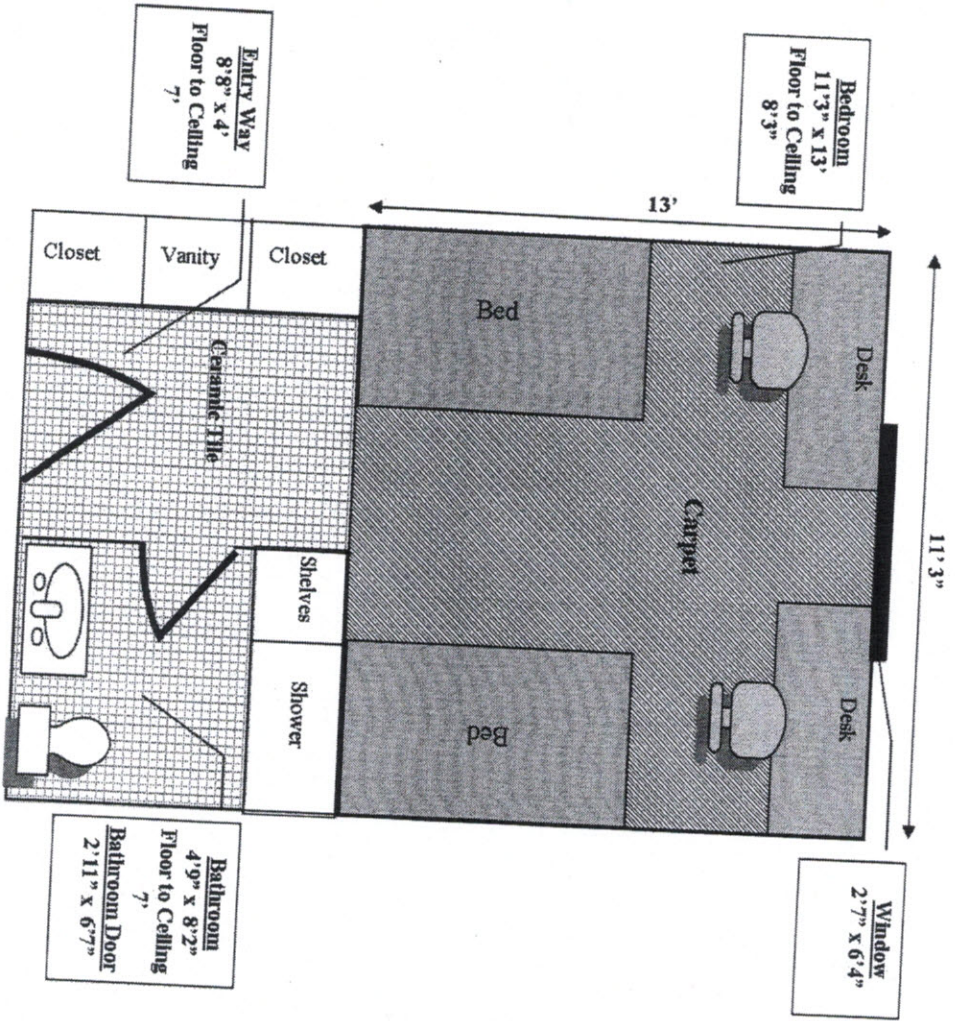 Bedroom
11'3" x 13'
Floor to Ceiling
8'3"
Entry Way
8'8" x 4'
Floor to Ceiling
7'
13'
11' 3"
Closet
Vanity
Closet
Bed
Desk
Ceramic Tile
Carpet
Shelves
Shower
Bed
Desk
Window
2'7" x 6'4"
Bathroom
4'9" x 8'2"
Floor to Ceiling
7'
Bathroom Door
2'11" x 6'7"